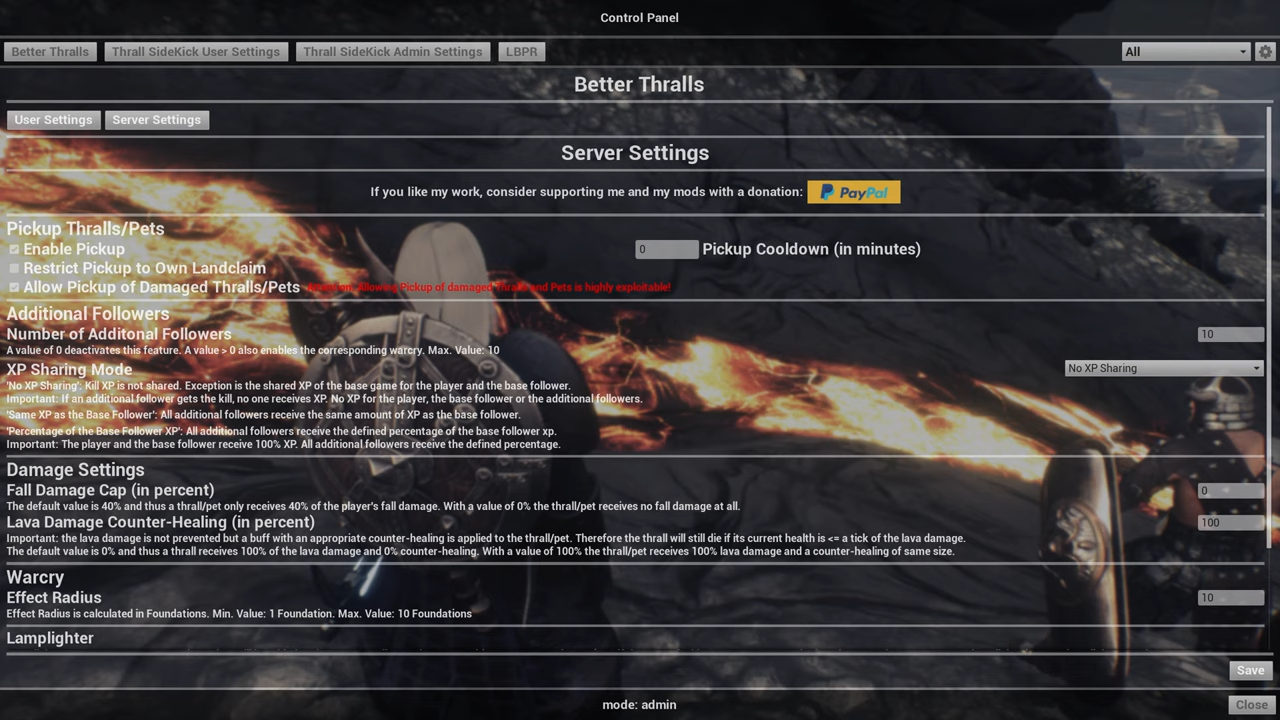 Control Panel
Better Thralls
Thrall SideKick User Settings
Thrall SideKick Admin Settings
LBPR
All
Better Thralls
User Settings
Server Settings
Server Settings
If you like my work, consider supporting me and my mods with a donation: PayPal
Pickup Thralls/Pets
Enable Pickup
0 Pickup Cooldown (in minutes)
Restrict Pickup to Own Landclaim
Allow Pickup of Damaged Thralls/Pets
Allowing Pickup of damaged Thralls and Pets is highly exploitable!
Additional Followers
Number of Additonal Followers
10
A value of 0 deactivates this feature. A value > 0 also enables the corresponding warcry. Max. Value: 10
XP Sharing Mode
No XP Sharing
'No XP Sharing': Kill XP is not shared. Exception is the shared XP of the base game for the player and the base follower.
Important: If an additional follower gets the kill, no one receives XP. No XP for the player, the base follower or the additional followers.
'Same XP as the Base Follower': All additional followers receive the same amount of XP as the base follower.
'Percentage of the Base Follower XP': All additional followers receive the defined percentage of the base follower xp.
Important: The player and the base follower receive 100% XP. All additional followers receive the defined percentage.
Damage Settings
Fall Damage Cap (in percent)
0
The default value is 40% and thus a thrall/pet only receives 40% of the player's fall damage. With a value of 0% the thrall/pet receives no fall damage at all.
Lava Damage Counter-Healing (in percent)
100
Important: the lava damage is not prevented but a buff with an appropriate counter-healing is applied to the thrall/pet. Therefore the thrall will still die if its current health is <= a tick of the lava damage.
The default value is 0% and thus a thrall receives 100% of the lava damage and 0% counter-healing. With a value of 100% the thrall/pet receives 100% lava damage and a counter-healing of same size.
Warcry
Effect Radius
10
Effect Radius is calculated in Foundations. Min. Value: 1 Foundation. Max. Value: 10 Foundations
Lamplighter
Save
mode: admin
Close